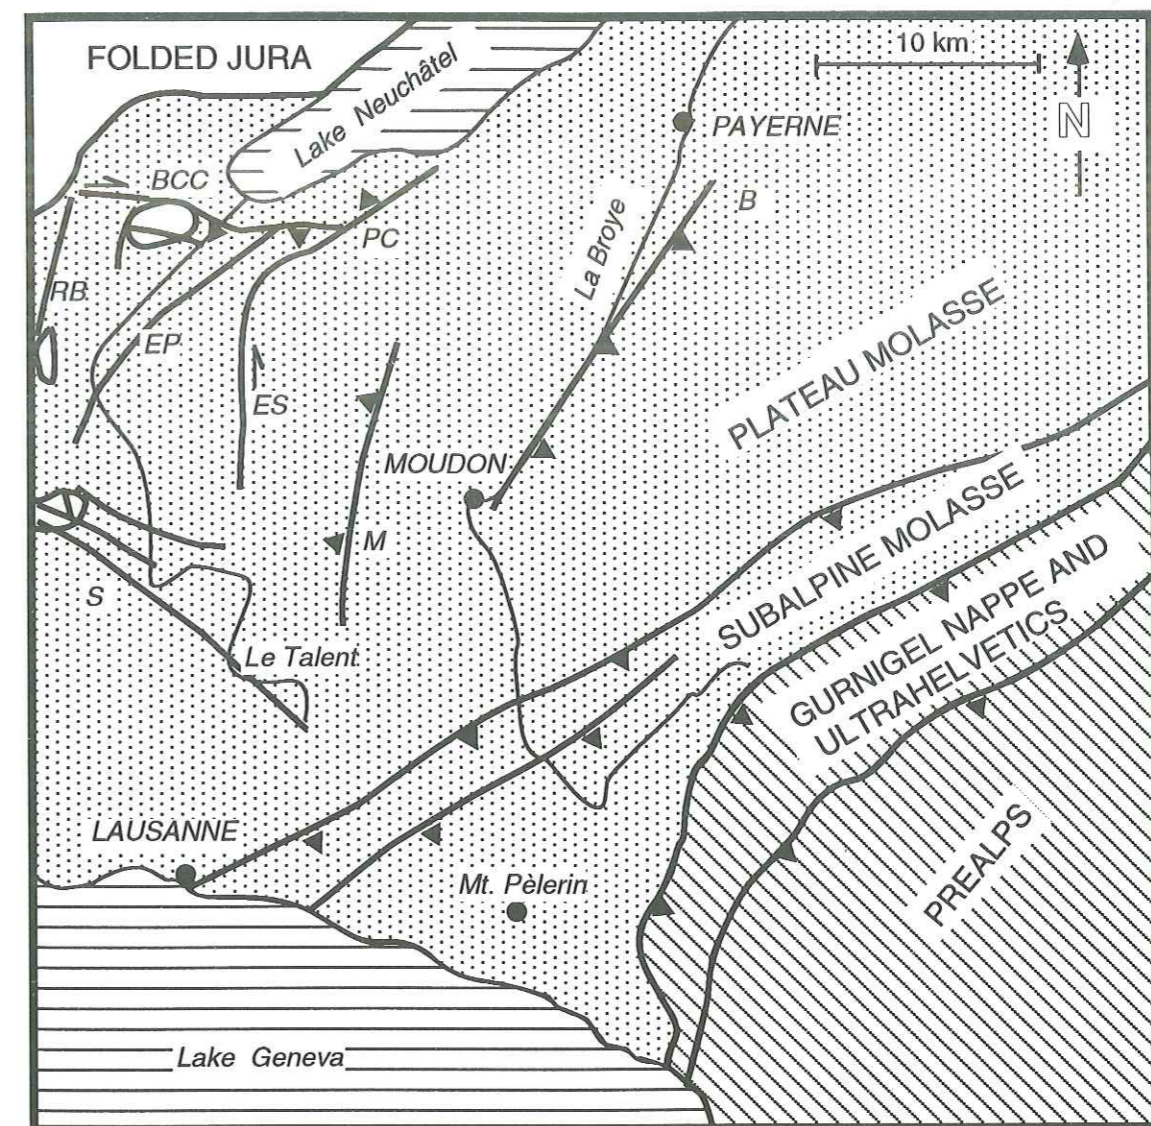 FOLDED JURA
Lake Neuchâtel
10 km
N
PAYERNE
BCC
B
PC
La Broye
RB
EP
ES
PLATEAU MOLASSE
MOUDON
M
S
SUBALPINE MOLASSE
Le Talent
GURNIGEL NAPPE AND
ULTRAHELVETICS
LAUSANNE
Mt. Pèlerin
PREALPS
Lake Geneva